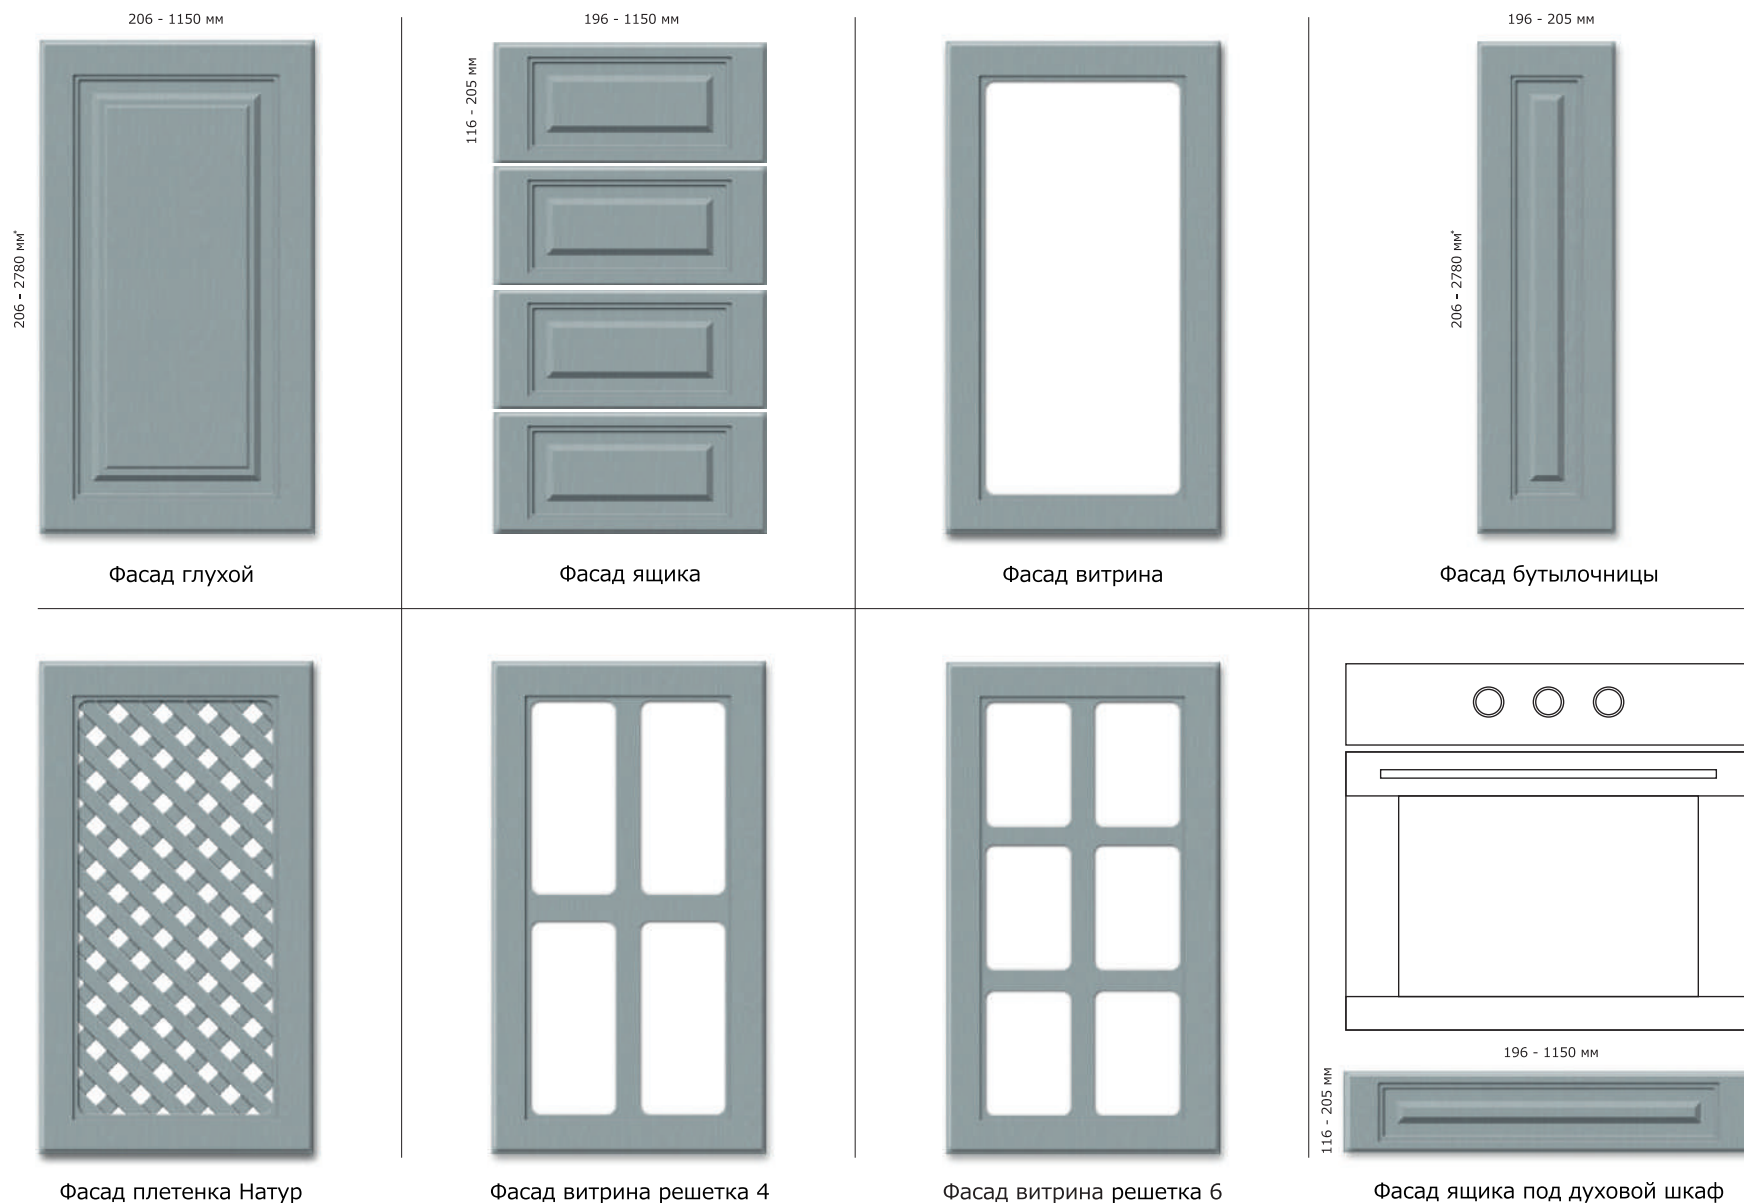 206 - 1150 мм
196 - 1150 мм
196 - 205 мм
206 - 2780 мм*
116 - 205 мм
206 - 2780 мм*
Фасад глухой
Фасад ящика
Фасад витрина
Фасад бутылочницы
196 - 1150 мм
116 - 205 мм
Фасад плетенка Натур
Фасад витрина решетка 4
Фасад витрина решетка 6
Фасад ящика под духовой шкаф